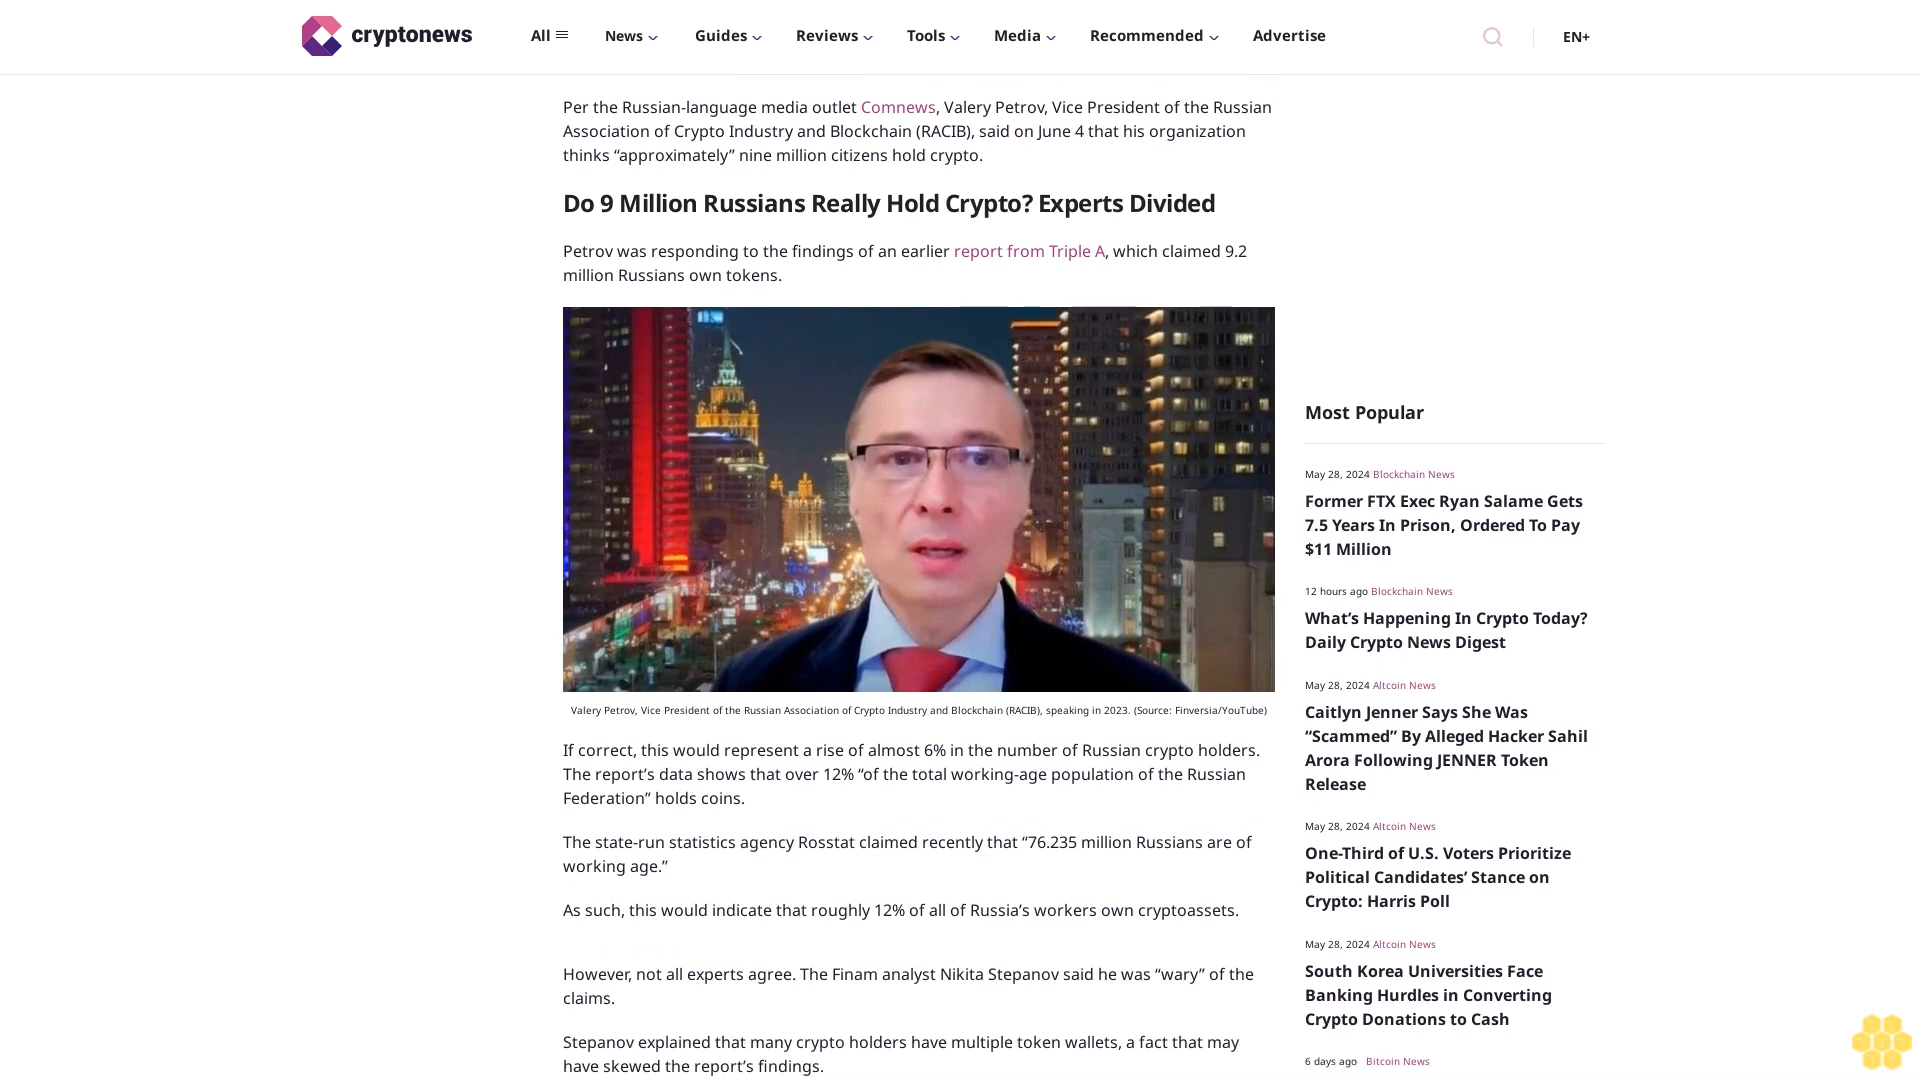 cryptonews
All
News
Guides
Reviews
Tools
Media
Recommended
Advertise
EN+
Per the Russian-language media outlet Comnews, Valery Petrov, Vice President of the Russian
Association of Crypto Industry and Blockchain (RACIB), said on June 4 that his organization
thinks “approximately” nine million citizens hold crypto.
Do 9 Million Russians Really Hold Crypto? Experts Divided
Petrov was responding to the findings of an earlier report from Triple A, which claimed 9.2
million Russians own tokens.
Valery Petrov, Vice President of the Russian Association of Crypto Industry and Blockchain (RACIB), speaking in 2023. (Source: Finversia/YouTube)
If correct, this would represent a rise of almost 6% in the number of Russian crypto holders.
The report’s data shows that over 12% “of the total working-age population of the Russian
Federation” holds coins.
The state-run statistics agency Rosstat claimed recently that “76.235 million Russians are of
working age.”
As such, this would indicate that roughly 12% of all of Russia’s workers own cryptoassets.
However, not all experts agree. The Finam analyst Nikita Stepanov said he was “wary” of the
claims.
Stepanov explained that many crypto holders have multiple token wallets, a fact that may
have skewed the report’s findings.
Most Popular
May 28, 2024 Blockchain News
Former FTX Exec Ryan Salame Gets
7.5 Years In Prison, Ordered To Pay
$11 Million
12 hours ago Blockchain News
What’s Happening In Crypto Today?
Daily Crypto News Digest
May 28, 2024 Altcoin News
Caitlyn Jenner Says She Was
“Scammed” By Alleged Hacker Sahil
Arora Following JENNER Token
Release
May 28, 2024 Altcoin News
One-Third of U.S. Voters Prioritize
Political Candidates’ Stance on
Crypto: Harris Poll
May 28, 2024 Altcoin News
South Korea Universities Face
Banking Hurdles in Converting
Crypto Donations to Cash
6 days ago Bitcoin News